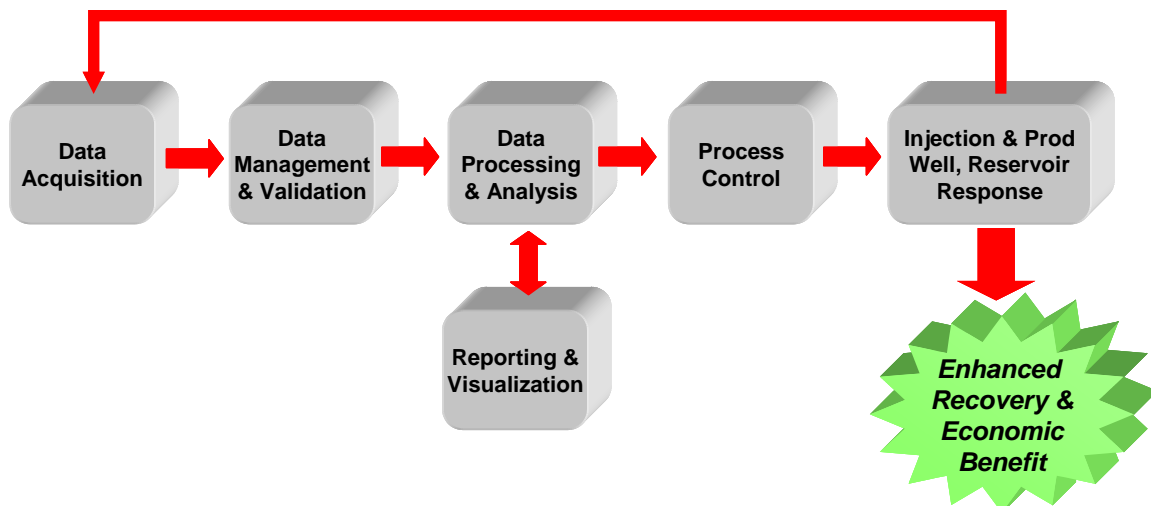 Data
Acquisition
Data
Management
& Validation
Data
Processing
& Analysis
Process
Control
Injection & Prod
Well, Reservoir
Response
Reporting &
Visualization
Enhanced
Recovery &
Economic
Benefit